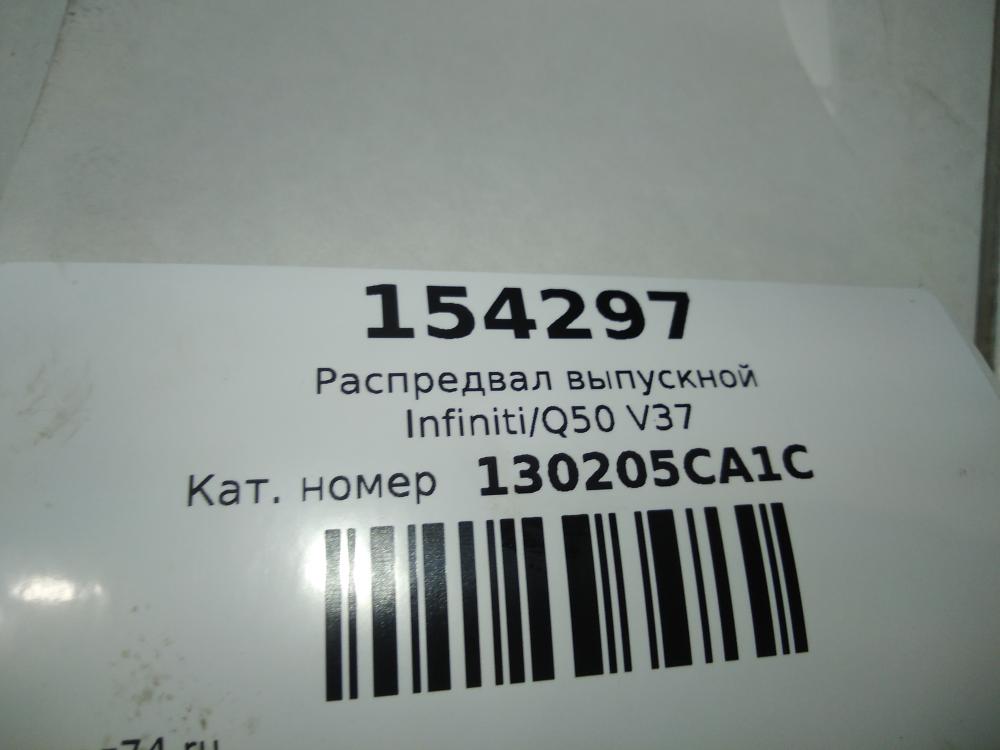 154297
Распредвал выпускной
Infiniti/Q50 V37
Кат. номер 130205CA1C